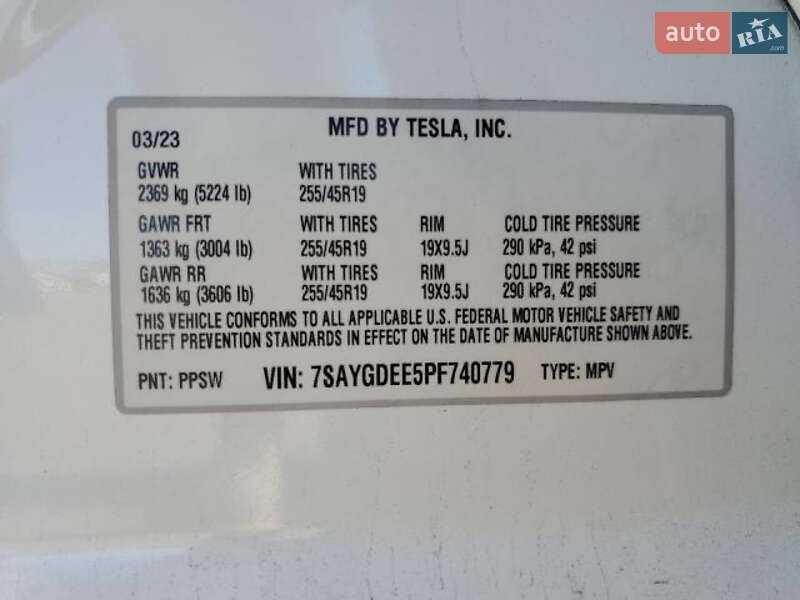 auto RIA .com
MFD BY TESLA, INC.
03/23
GVWR WITH TIRES
2369 kg (5224 lb) 255/45R19
GAWR FRT WITH TIRES RIM COLD TIRE PRESSURE
1363 kg (3004 lb) 255/45R19 19X9.5J 290 kPa, 42 psi
GAWR RR WITH TIRES RIM COLD TIRE PRESSURE
1636 kg (3606 lb) 255/45R19 19X9.5J 290 kPa, 42 psi
THIS VEHICLE CONFORMS TO ALL APPLICABLE U.S. FEDERAL MOTOR VEHICLE SAFETY AND
THEFT PREVENTION STANDARDS IN EFFECT ON THE DATE OF MANUFACTURE SHOWN ABOVE.
PNT: PPSW VIN: 7SAYGDEE5PF740779 TYPE: MPV